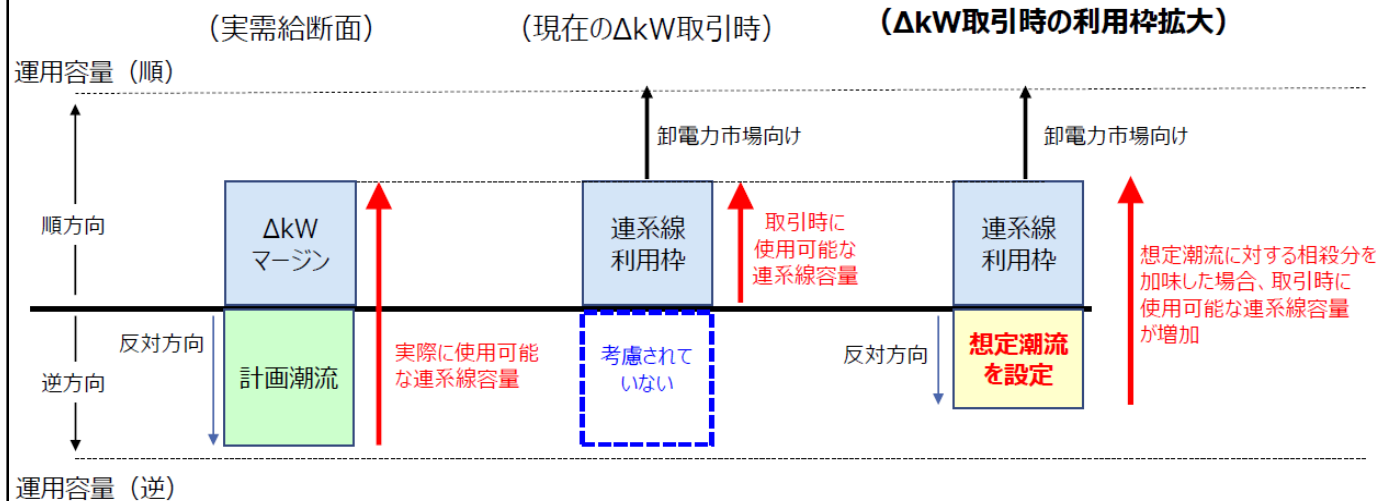 （実需給断面）
（現在のΔkW取引時）
（ΔkW取引時の利用枠拡大）
運用容量（順）
卸電力市場向け
卸電力市場向け
順方向
ΔkW
マージン
連系線
利用枠
取引時に
使用可能な
連系線容量
連系線
利用枠
想定潮流に対する相殺分を
加味した場合、取引時に
使用可能な連系線容量
が増加
逆方向
反対方向
計画潮流
実際に使用可能
な連系線容量
考慮されて
いない
反対方向
想定潮流
を設定
運用容量（逆）